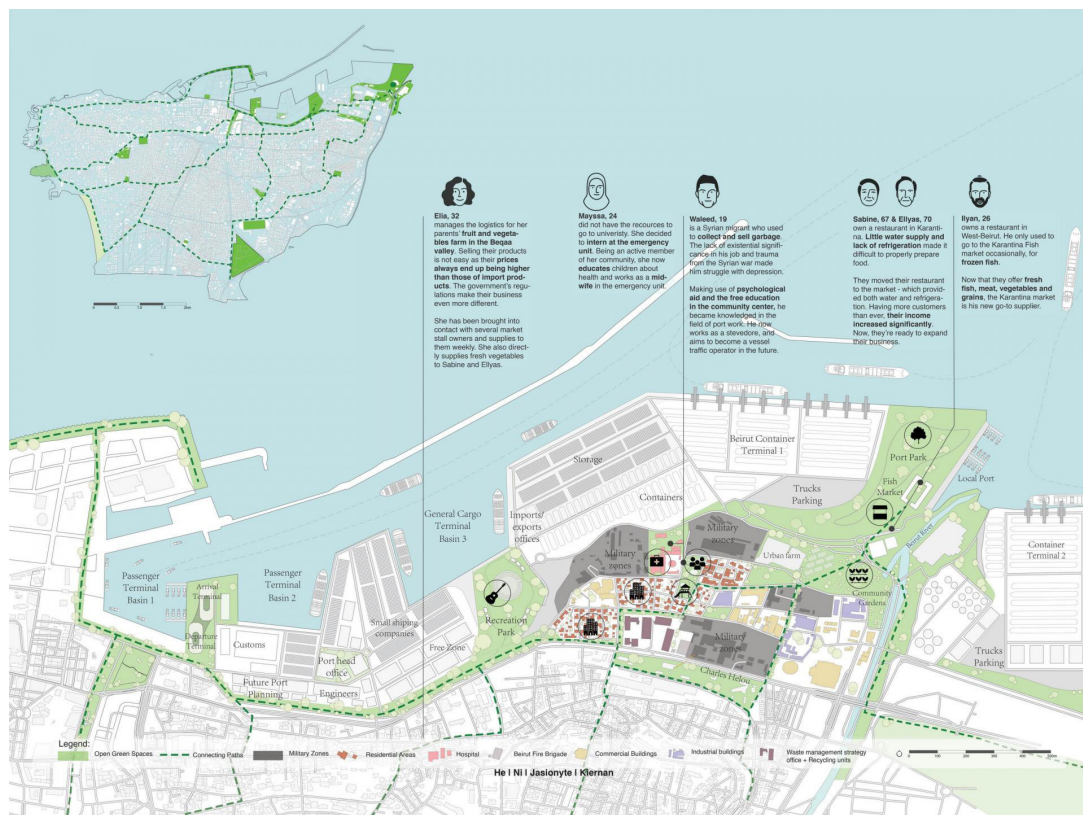 0 0.5 1.0 1.5 2km
Elia, 32
manages the logistics for her
parents' fruit and vegeta-
bles farm in the Beqaa
valley. Selling their products
is not easy as their prices
always end up being higher
than those of import prod-
ucts. The government's regu-
lations make their business
even more different.
She has been brought into
contact with several market
stall owners and supplies to
them weekly. She also direct-
ly supplies fresh vegetables
to Sabine and Ellyas.
Mayssa, 24
did not have the recources to
go to univeristy. She decided
to intern at the emergency
unit. Being an active member
of her community, she now
educates children about
health and works as a mid-
wife in the emergency unit.
Waleed, 19
is a Syrian migrant who used
to collect and sell garbage.
The lack of existential signifi-
cance in his job and trauma
from the Syrian war made
him struggle with depression.
Making use of psychological
aid and the free education
in the community center, he
became knowledged in the
field of port work. He now
works as a stevedore, and
aims to become a vessel
traffic operator in the future.
Sabine, 67 & Ellyas, 70
own a restaurant in Karanti-
na. Little water supply and
lack of refrigeration made it
difficult to properly prepare
food.
They moved their restaurant
to the market - which provid-
ed both water and refrigera-
tion. Having more customers
than ever, their income
increased significantly.
Now, they're ready to expand
their business.
Ilyan, 26
owns a restaurant in
West-Beirut. He only used to
go to the Karantina Fish
market occasionally, for
frozen fish.
Now that they offer fresh
fish, meat, vegetables and
grains, the Karantina market
is his new go-to supplier.
Beirut Container
Terminal 1
Port Park
Storage
Local Port
Fish
Market
Trucks
Parking
Containers
General Cargo
Terminal
Basin 3
Imports/
exports
offices
Military
zones
Beirut River
Container
Terminal 2
Military
zones
Urban farm
Passenger
Terminal
Basin 1
Arrival
Terminal
Passenger
Terminal
Basin 2
Community
Gardens
Recreation
Park
Small shiping
companies
Departure
Terminal
Customs
Free Zone
Military
zones
Trucks
Parking
Port head
office
Charles Helou
Future Port
Planning
Engineers
Legend:
Open Green Spaces
Connecting Paths
Military Zones
Residential Areas
Hospital
Beirut Fire Brigade
Commercial Buildings
Industrial buildings
Waste management strategy
office + Recycling units
He I Ni I Jasionyte I Kiernan